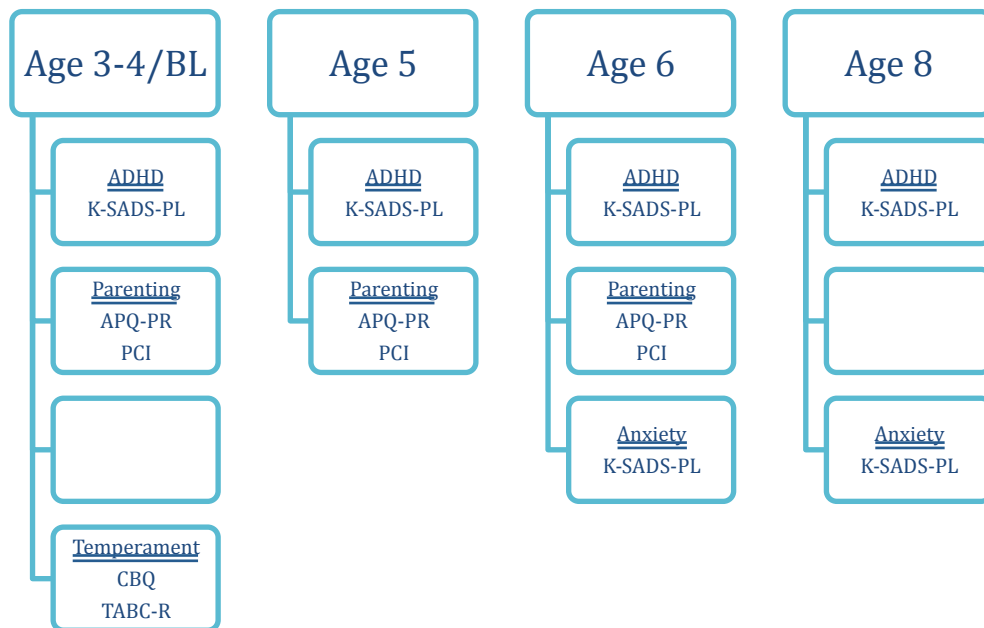 Age 3-4/BL
ADHD
K-SADS-PL
Parenting
APQ-PR
PCI
Temperament
CBQ
TABC-R
Age 5
ADHD
K-SADS-PL
Parenting
APQ-PR
PCI
Age 6
ADHD
K-SADS-PL
Parenting
APQ-PR
PCI
Anxiety
K-SADS-PL
Age 8
ADHD
K-SADS-PL
Anxiety
K-SADS-PL